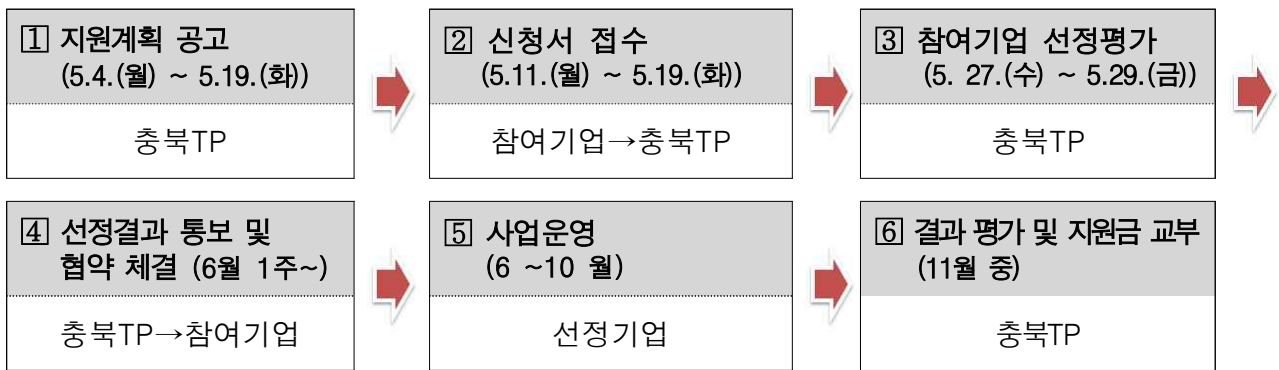 1 지원계획 공고
(5.4.(월) ~ 5.19.(화))
충북TP
2 신청서 접수
(5.11.(월) ~ 5.19.(화))
참여기업→충북TP
3 참여기업 선정평가
(5. 27.(수) ~ 5.29.(금))
충북TP
4 선정결과 통보 및
협약 체결 (6월 1주~)
충북TP→참여기업
5 사업운영
(6 ~10 월)
선정기업
6 결과 평가 및 지원금 교부
(11월 중)
충북TP